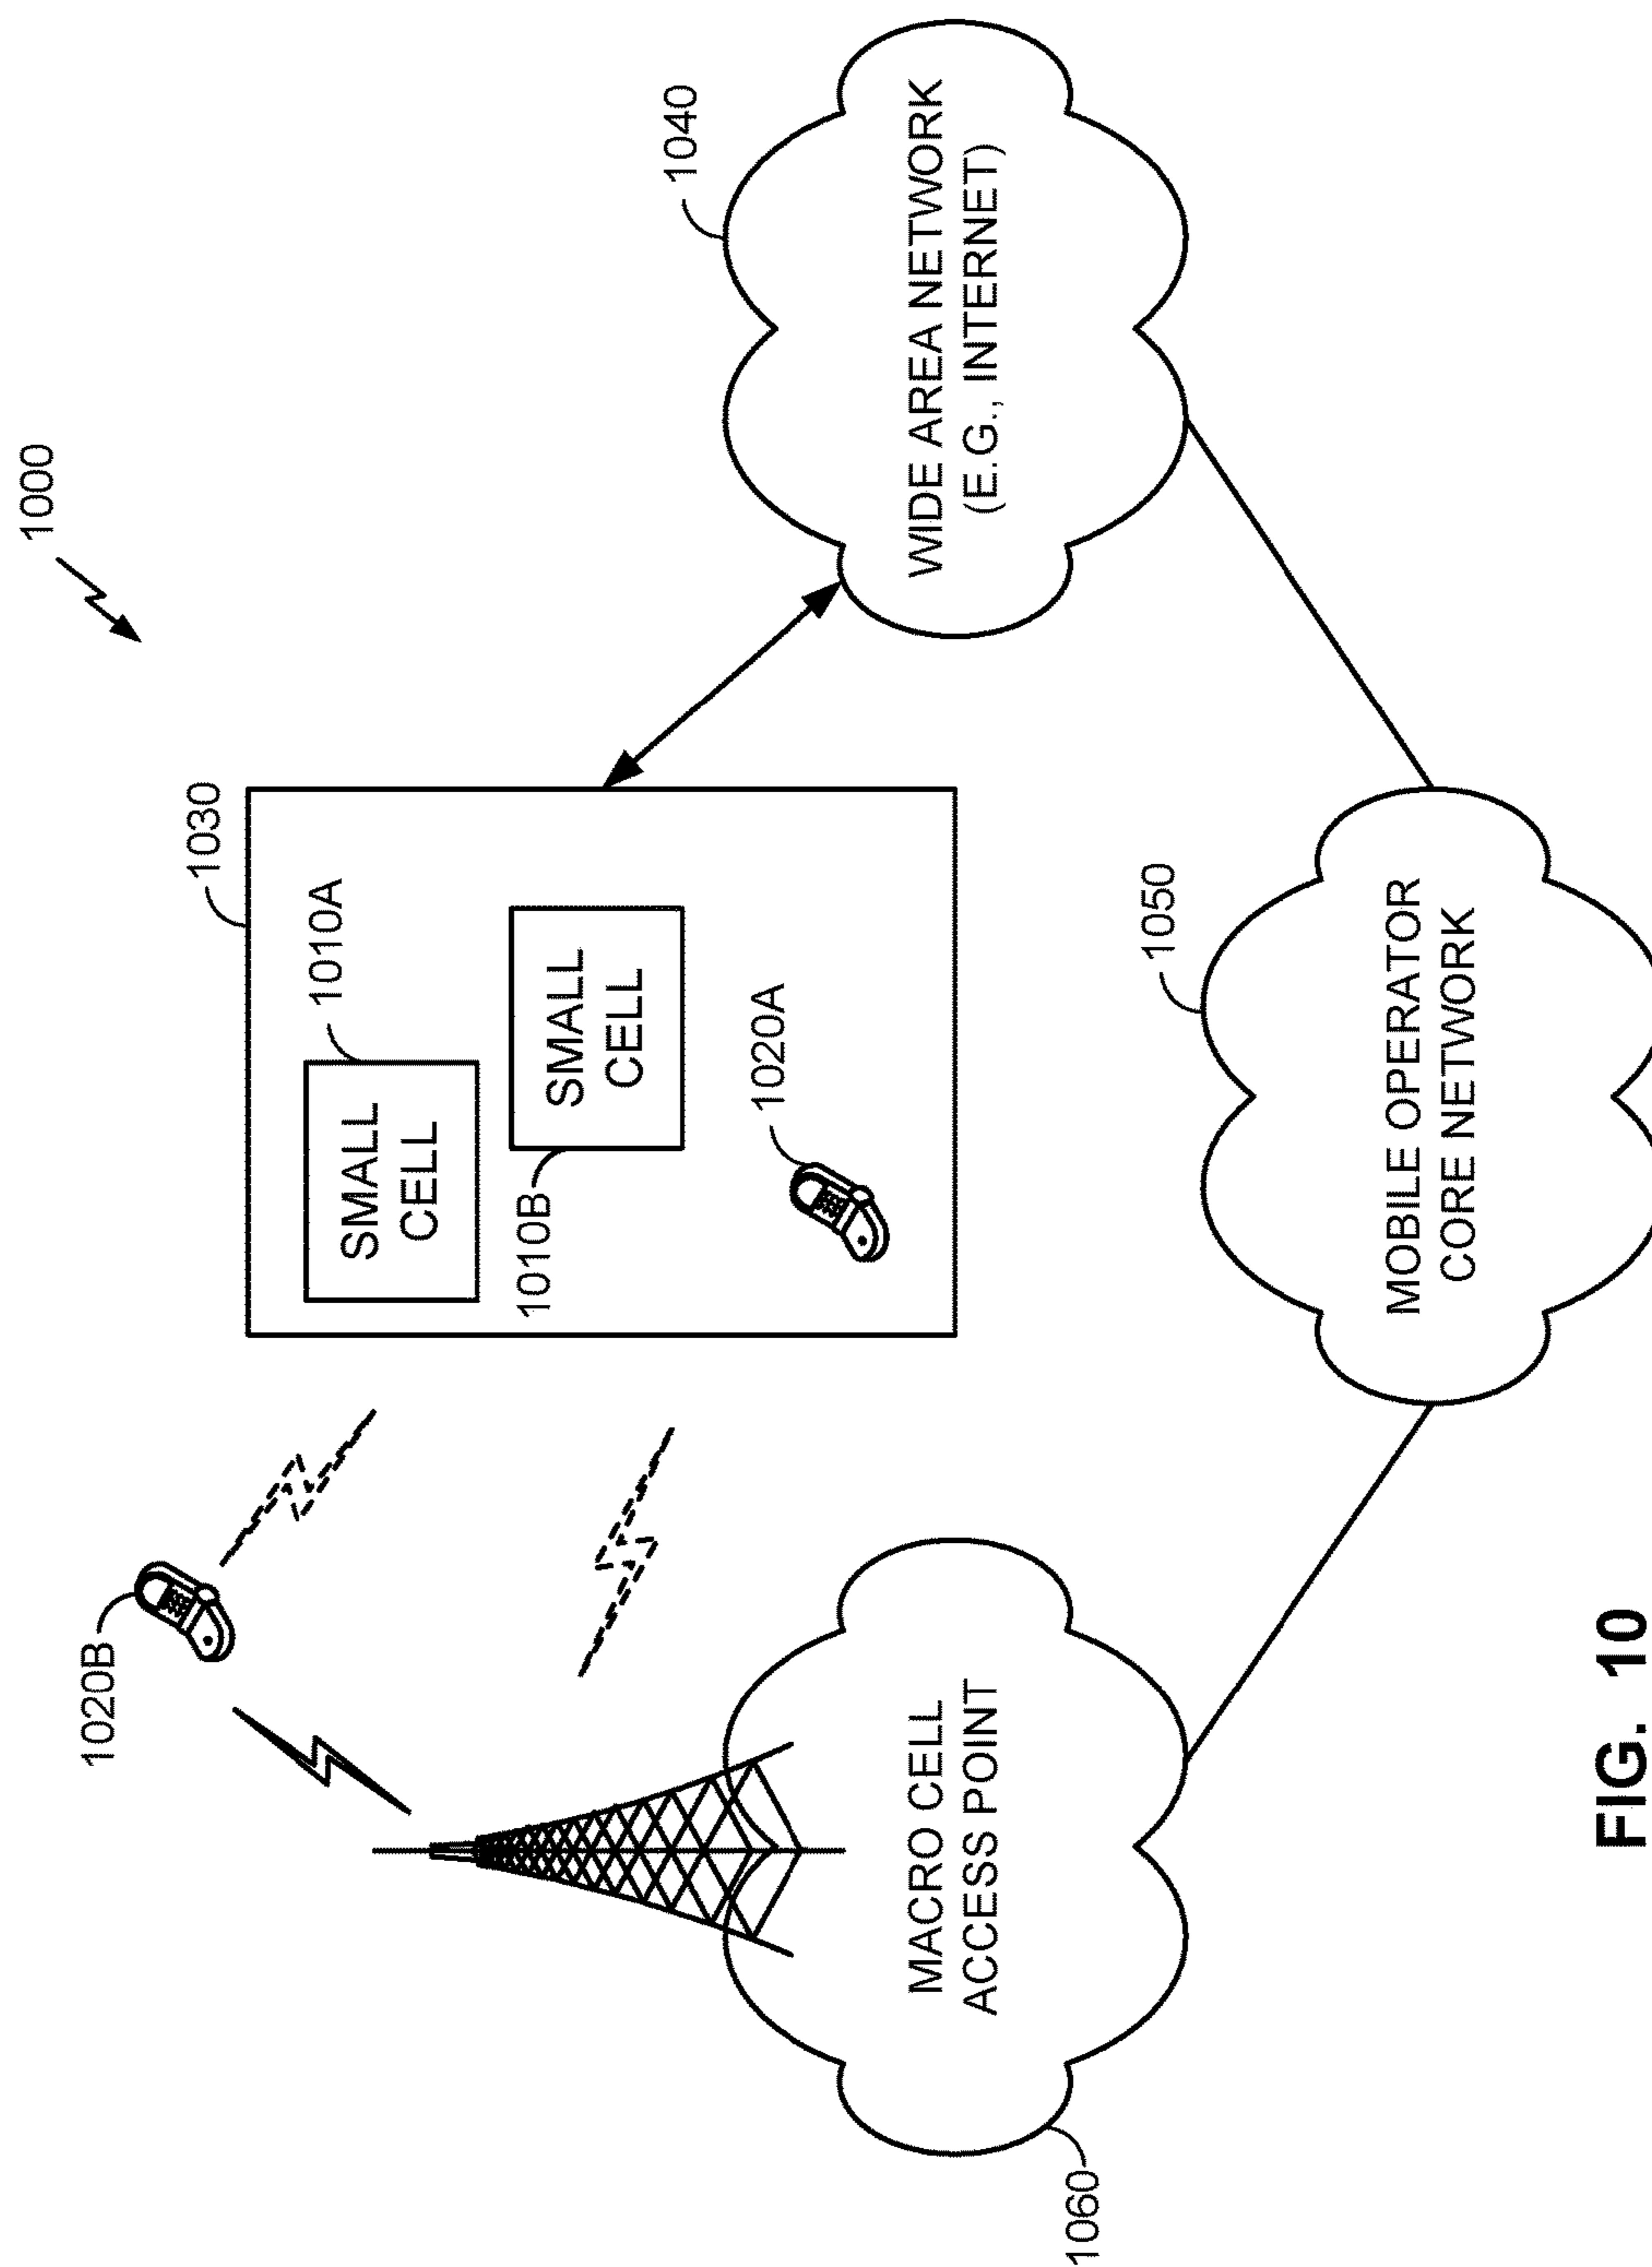 1000
1020B
1030
1010A
SMALL
CELL
1010B
SMALL
CELL
1020A
1040
MACRO CELL
ACCESS POINT
1060
WIDE AREA NETWORK
(E.G., INTERNET)
1050
MOBILE OPERATOR
CORE NETWORK
FIG. 10